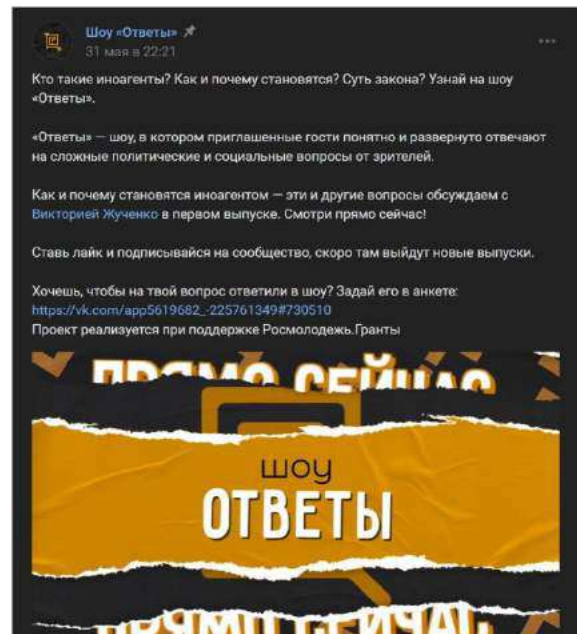 Шоу «Ответы»
31 мая в 22:21
Кто такие иноагенты? Как и почему становятся? Суть закона? Узнай на шоу
«Ответы».
«Ответы» — шоу, в котором приглашенные гости понятно и развернуто отвечают
на сложные политические и социальные вопросы от зрителей.
Как и почему становятся иноагентом — эти и другие вопросы обсуждаем с
Викторией Жученко в первом выпуске. Смотри прямо сейчас!
Ставь лайк и подписывайся на сообщество, скоро там выйдут новые выпуски.
Хочешь, чтобы на твой вопрос ответили в шоу? Задай его в анкете:
https://vk.com/app5619682_-225761349#730510
Проект реализуется при поддержке Росмолодежь.Гранты
ПРЯМО СЕЙЧАС
шоу
ОТВЕТЫ
ПРЯМО СЕЙЧАС